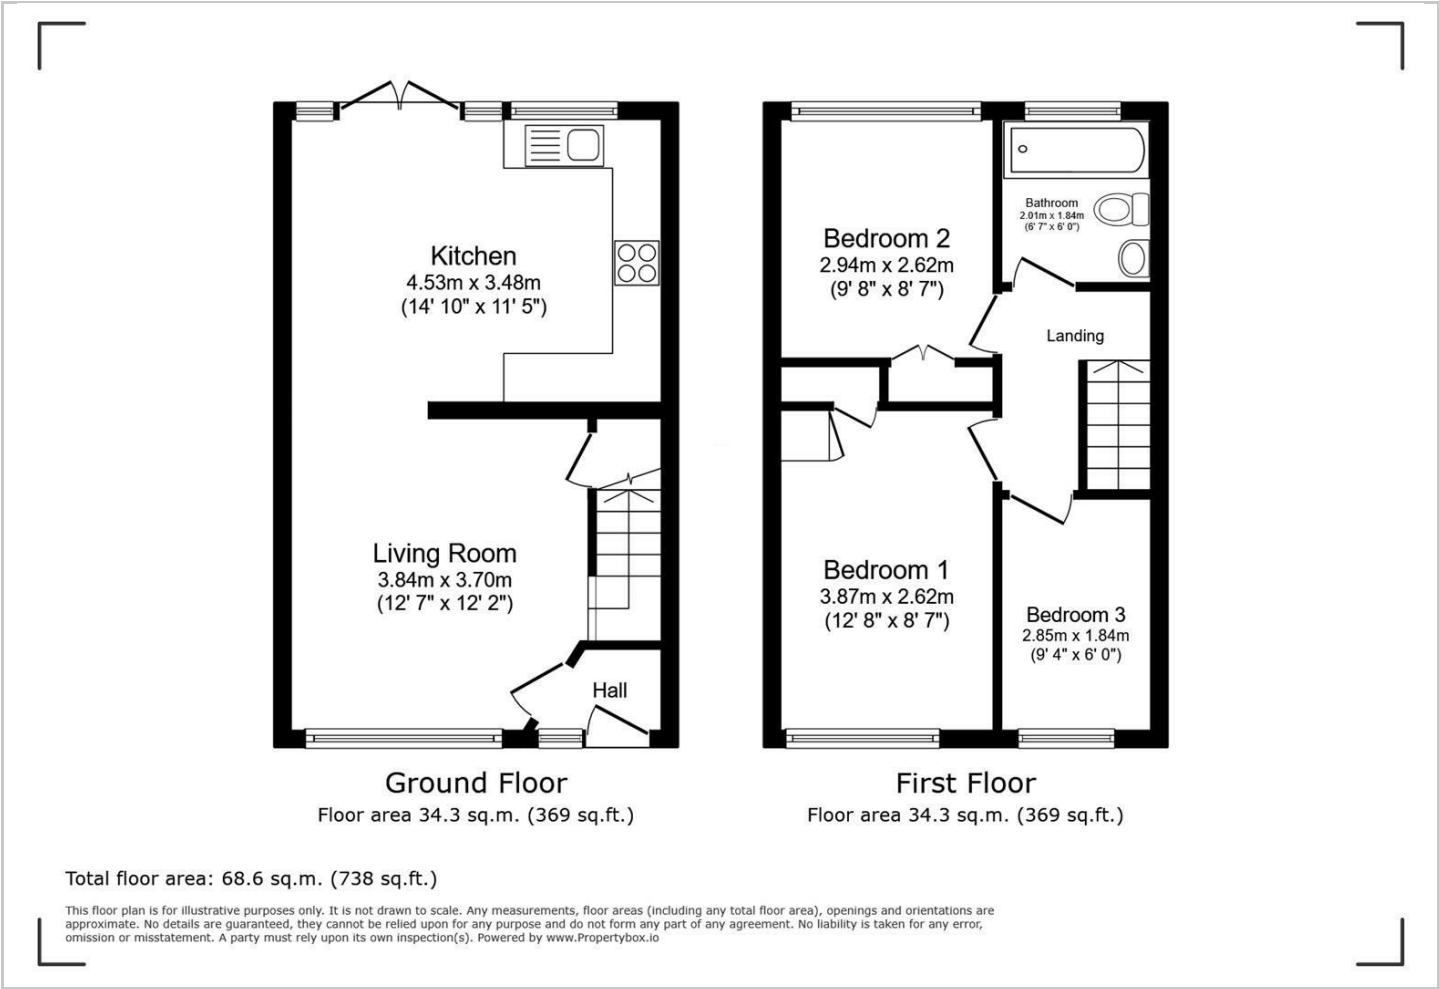 Kitchen
4.53m x 3.48m
(14' 10" x 11' 5")
Living Room
3.84m x 3.70m
(12' 7" x 12' 2")
Hall
Ground Floor
Floor area 34.3 sq.m. (369 sq.ft.)
Bedroom 2
2.94m x 2.62m
(9' 8" x 8' 7")
Bathroom
2.01m x 1.84m
(6' 7" x 6' 0")
Landing
Bedroom 1
3.87m x 2.62m
(12' 8" x 8' 7")
Bedroom 3
2.85m x 1.84m
(9' 4" x 6' 0")
First Floor
Floor area 34.3 sq.m. (369 sq.ft.)
Total floor area: 68.6 sq.m. (738 sq.ft.)
This floor plan is for illustrative purposes only. It is not drawn to scale. Any measurements, floor areas (including any total floor area), openings and orientations are
approximate. No details are guaranteed, they cannot be relied upon for any purpose and do not form any part of any agreement. No liability is taken for any error,
omission or misstatement. A party must rely upon its own inspection(s). Powered by www.Propertybox.io